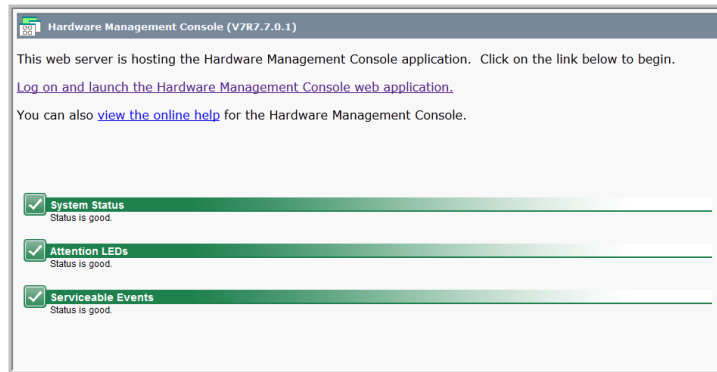 Hardware Management Console (V7R7.7.0.1)
This web server is hosting the Hardware Management Console application. Click on the link below to begin.
Log on and launch the Hardware Management Console web application.
You can also view the online help for the Hardware Management Console.
System Status
Status is good.
Attention LEDs
Status is good.
Serviceable Events
Status is good.